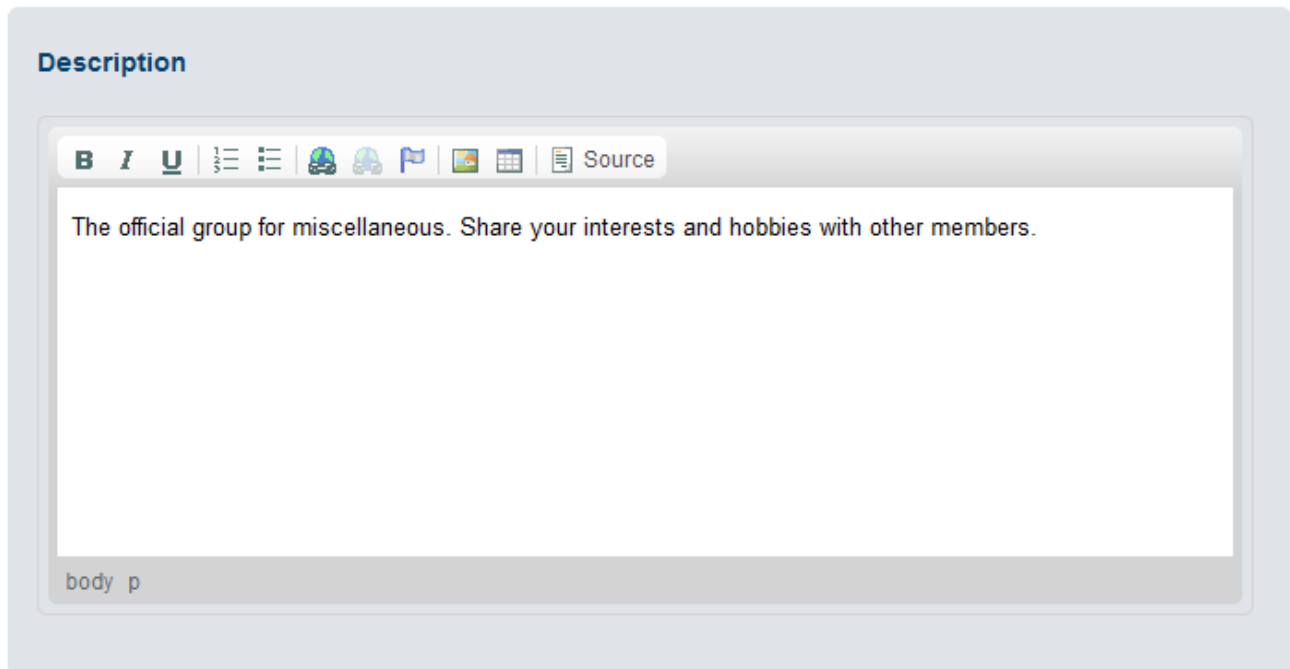 Description
B I U Source
The official group for miscellaneous. Share your interests and hobbies with other members.
body p